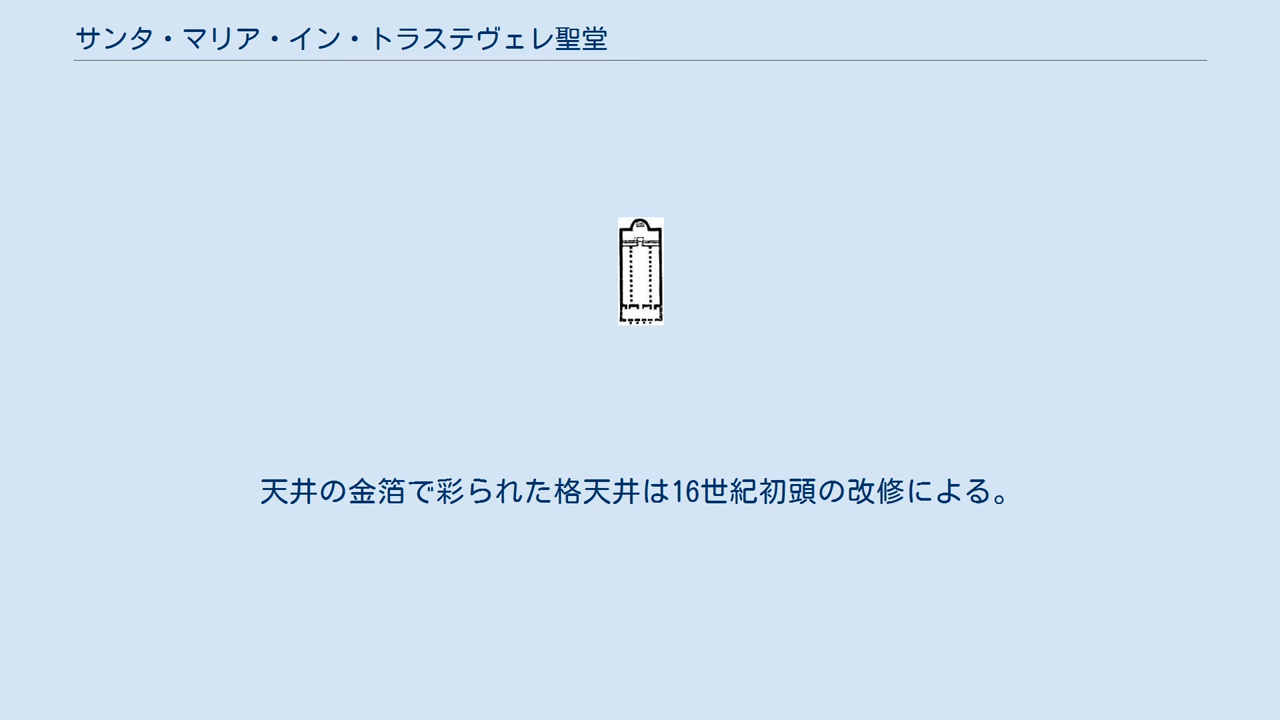 サンタ・マリア・イン・トラステヴェレ聖堂
天井の金箔で彩られた格天井は16世紀初頭の改修による。